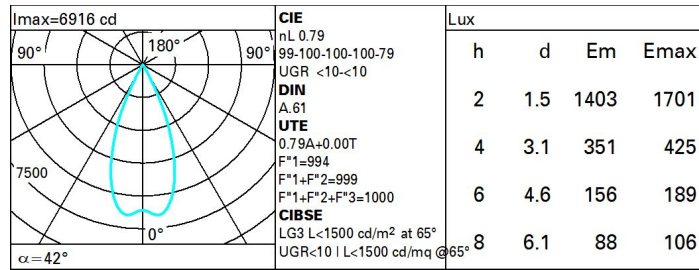 Imax=6916 cd
90°
180°
90°
7500
0°
α=42°
CIE
nL 0.79
99-100-100-100-79
UGR <10-<10
DIN
A.61
UTE
0.79A+0.00T
F"1=994
F"1+F"2=999
F"1+F"2+F"3=1000
CIBSE
LG3 L<1500 cd/m² at 65°
UGR<10 | L<1500 cd/mq @65°
Lux
h d Em Emax
2 1.5 1403 1701
4 3.1 351 425
6 4.6 156 189
8 6.1 88 106